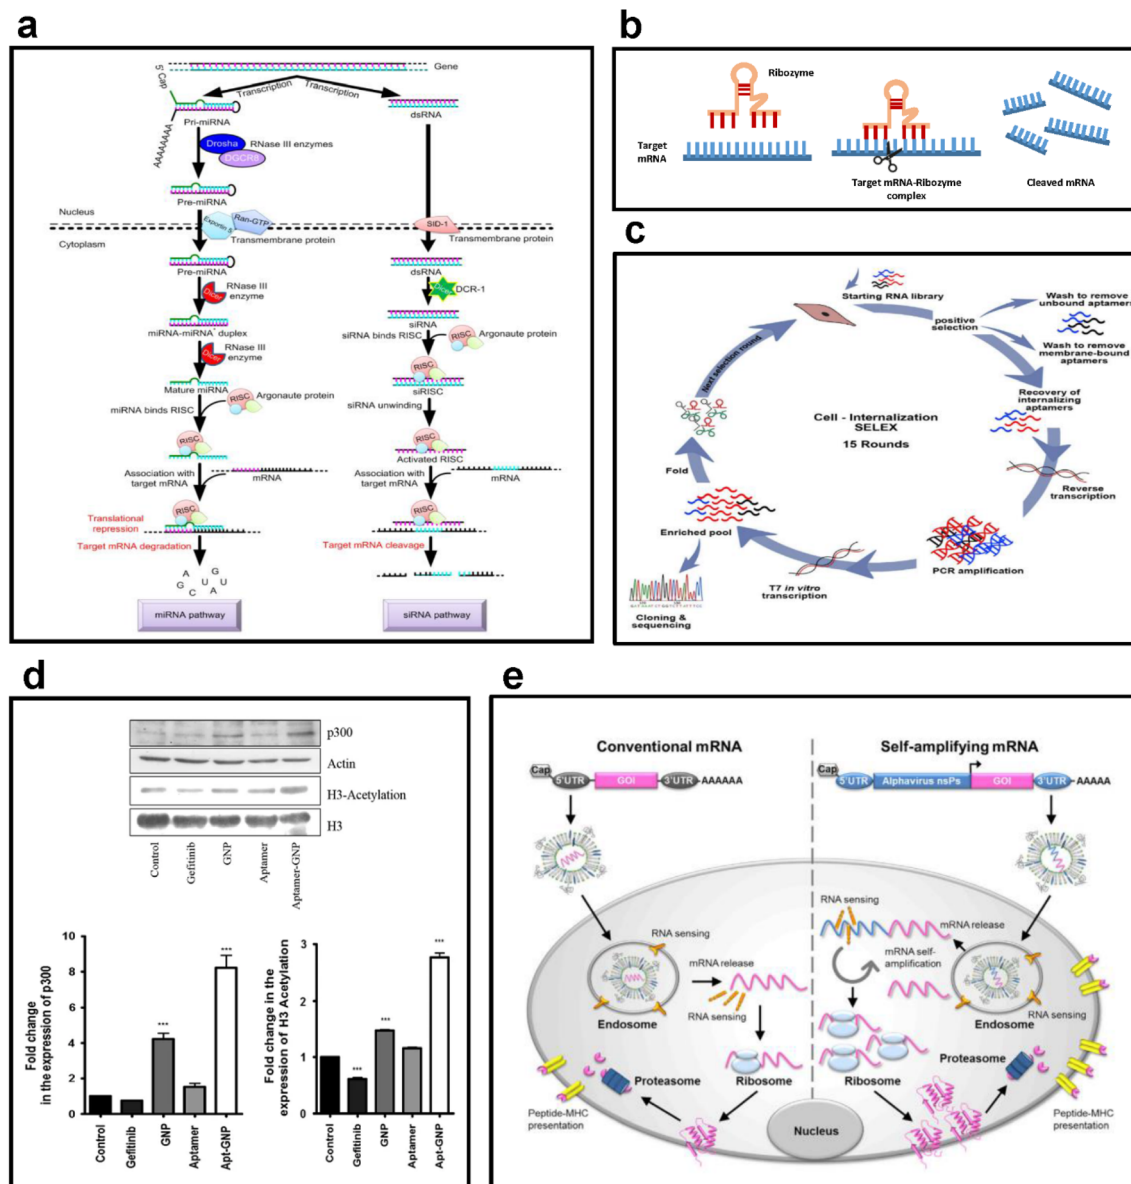 a
Gene
5' Cap
Transcription
Transcription
Pri-miRNA
dsRNA
AAAAAAAA
Drosha
DGCR8
RNase III enzymes
Pre-miRNA
Nucleus
Exportin 5
Ran-GTP
SID-1
Transmembrane protein
Transmembrane protein
Cytoplasm
Pre-miRNA
dsRNA
Dicer
RNase III
enzyme
Dicer
DCR-1
miRNA-miRNA* duplex
siRNA
siRNA binds RISC
RISC
Argonaute protein
Dicer
RNase III
enzyme
Mature miRNA
RISC
siRISC
miRNA binds RISC
RISC
Argonaute protein
siRNA unwinding
RISC
RISC
Activated RISC
Association with
target mRNA
mRNA
Association with
target mRNA
mRNA
RISC
RISC
Translational
repression
Target mRNA degradation
Target mRNA cleavage
A G
G U U
C A
miRNA pathway
siRNA pathway
b
Ribozyme
Target
mRNA
Target mRNA-Ribozyme
complex
Cleaved mRNA
c
Starting RNA library
positive
selection
Wash to remove
unbound aptamers
Wash to remove
membrane-bound
aptamers
Recovery of
internalizing
aptamers
Next selection round
Cell - Internalization
SELEX
15 Rounds
Reverse
transcription
Fold
Enriched pool
PCR amplification
T7 in vitro
transcription
Cloning &
sequencing
d
p300
Actin
H3-Acetylation
H3
Control
Gefitinib
GNP
Aptamer
Aptamer-GNP
Fold change
in the expression of p300
10
8
6
4
2
0
***
***
Control
Gefitinib
GNP
Aptamer
Apt-GNP
Fold change in the
expression of H3 Acetylation
3
2
1
0
***
***
***
Control
Gefitinib
GNP
Aptamer
Apt-GNP
e
Conventional mRNA
Self-amplifying mRNA
Cap
5'UTR
GOI
3'UTR
AAAAAA
Cap
5'UTR
Alphavirus nsPs
GOI
3'UTR
AAAAA
RNA sensing
mRNA release
RNA sensing
Endosome
RNA sensing
mRNA release
mRNA self-
amplification
RNA sensing
Endosome
Proteasome
Ribosome
Ribosome
Proteasome
Peptide-MHC
presentation
Peptide-MHC
presentation
Nucleus